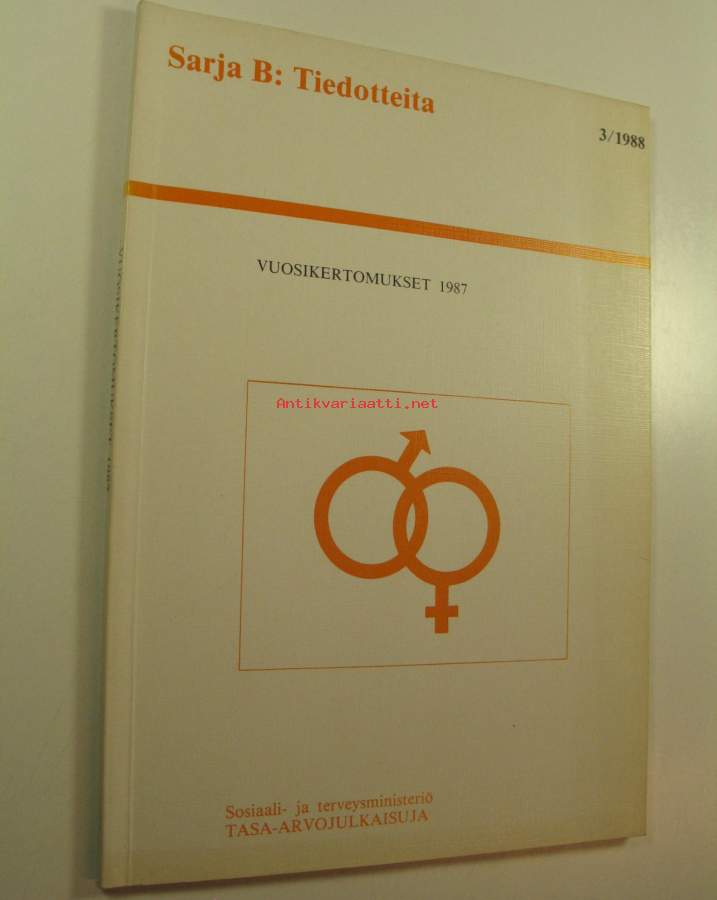 Sarja B: Tiedotteita
3/1988
VUOSIKERTOMUKSET 1987
Antikvariaatti.net
Sosiaali- ja terveysministeriö
TASA-ARVOJULKAISUJA